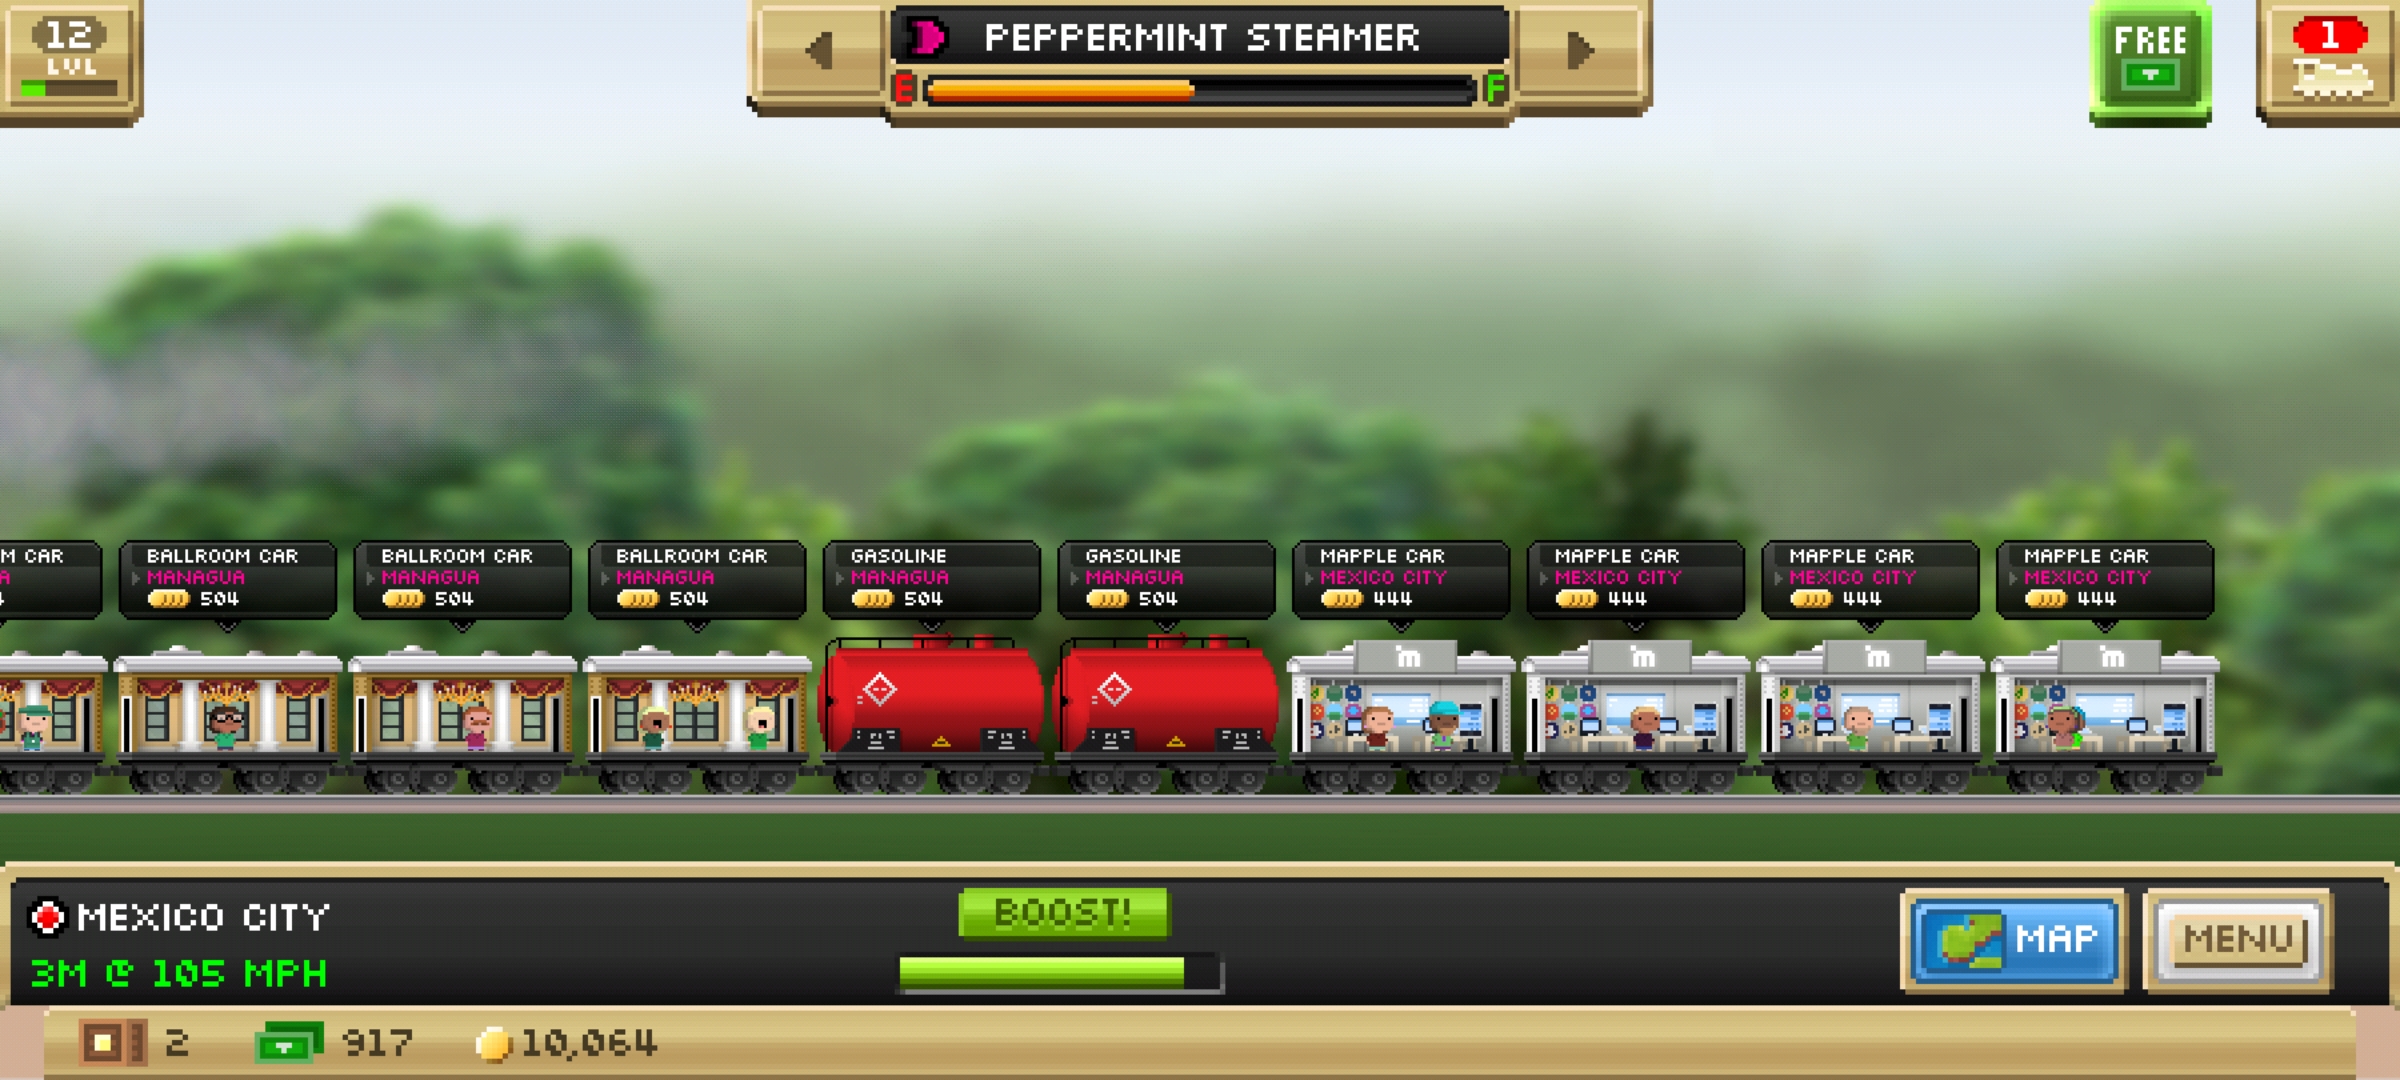 12
LVL
PEPPERMINT STEAMER
E F
FREE
1
M CAR
A
4
BALLROOM CAR
MANAGUA
504
BALLROOM CAR
MANAGUA
504
BALLROOM CAR
MANAGUA
504
GASOLINE
MANAGUA
504
GASOLINE
MANAGUA
504
MAPPLE CAR
MEXICO CITY
444
MAPPLE CAR
MEXICO CITY
444
MAPPLE CAR
MEXICO CITY
444
MAPPLE CAR
MEXICO CITY
444
m
m
m
m
MEXICO CITY
3M @ 105 MPH
BOOST!
MAP
MENU
2
917
10,064